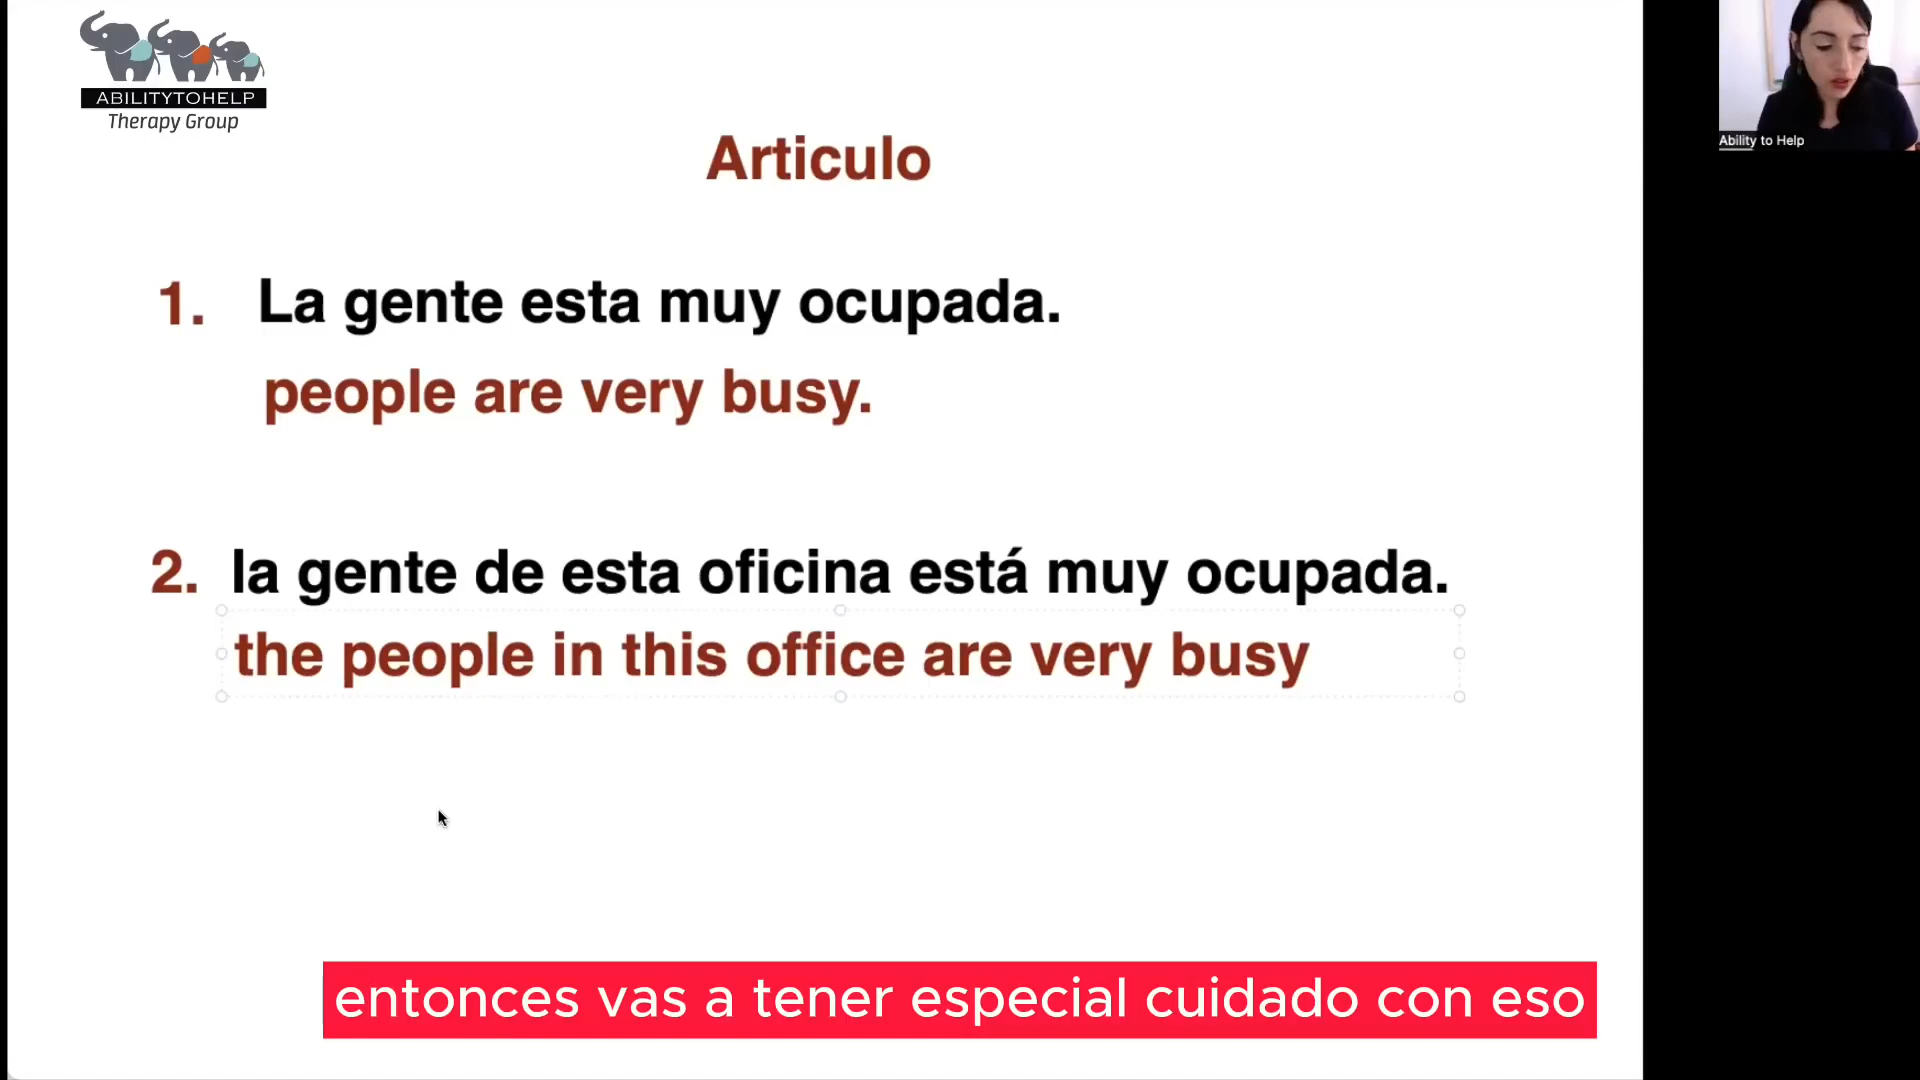 ABILITYTOHELP
Therapy Group
Ability to Help
Articulo
1. La gente esta muy ocupada.
people are very busy.
2. la gente de esta oficina está muy ocupada.
the people in this office are very busy
entonces vas a tener especial cuidado con eso